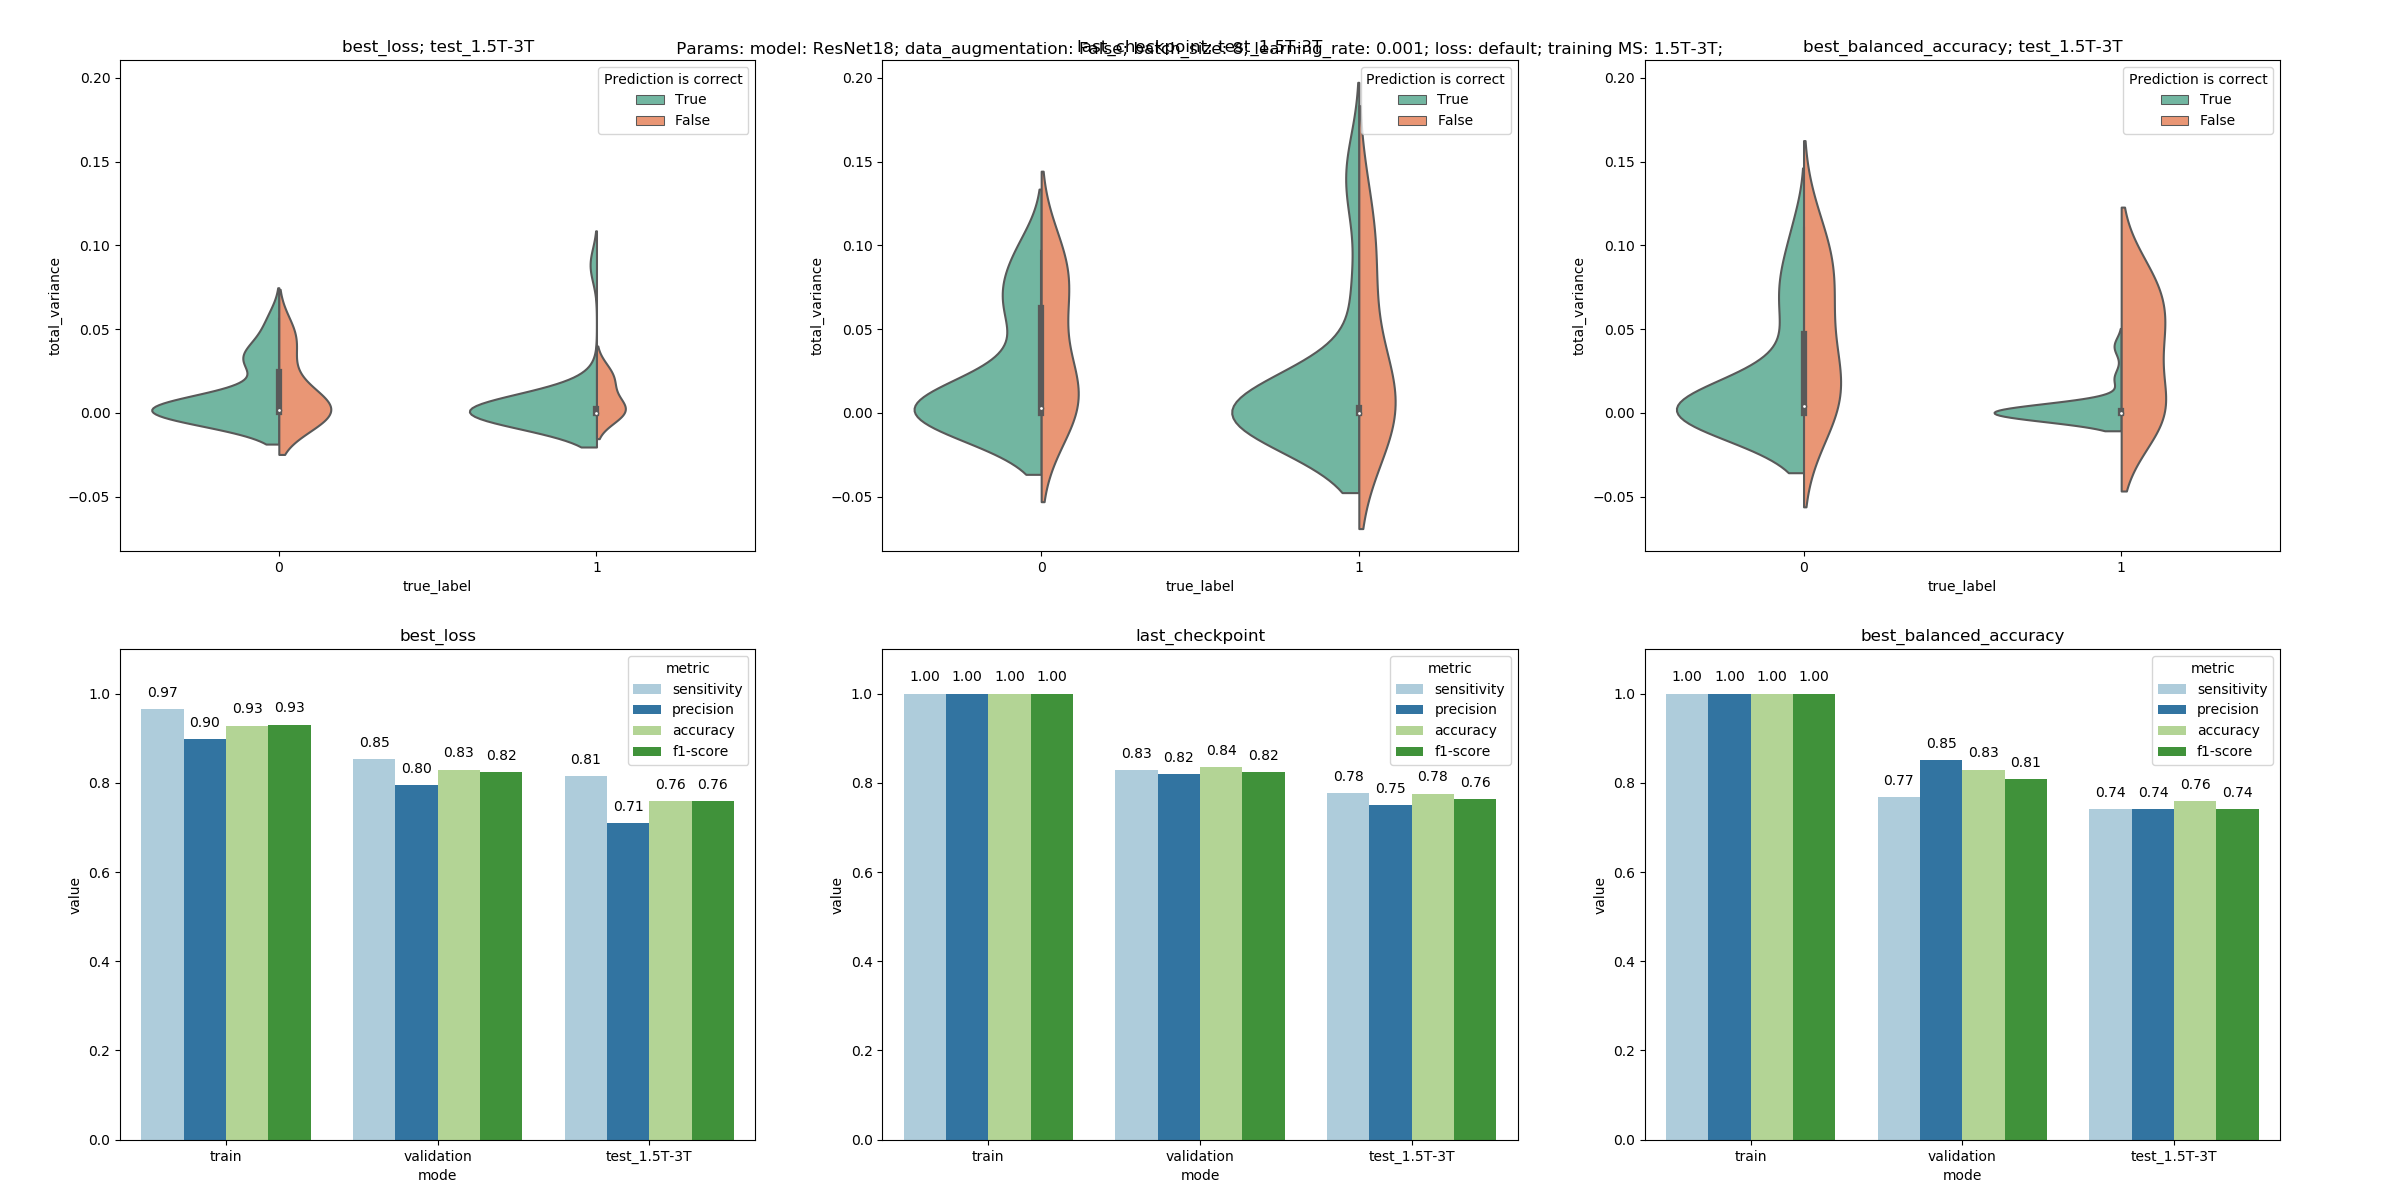 Params: model: ResNet18; data_augmentation: False; batch_size: 8; learning_rate: 0.001; loss: default; training MS: 1.5T-3T;
best_loss; test_1.5T-3T
last_checkpoint; test_1.5T-3T
best_balanced_accuracy; test_1.5T-3T
total_variance
0.20
0.15
0.10
0.05
0.00
−0.05
0 1
true_label
Prediction is correct
True
False
total_variance
0.20
0.15
0.10
0.05
0.00
−0.05
0 1
true_label
Prediction is correct
True
False
total_variance
0.20
0.15
0.10
0.05
0.00
−0.05
0 1
true_label
Prediction is correct
True
False
best_loss
value
1.0
0.8
0.6
0.4
0.2
0.0
0.97 0.90 0.93 0.93
0.85 0.80 0.83 0.82
0.81 0.71 0.76 0.76
metric
sensitivity
precision
accuracy
f1-score
train validation test_1.5T-3T
mode
last_checkpoint
value
1.0
0.8
0.6
0.4
0.2
0.0
1.00 1.00 1.00 1.00
0.83 0.82 0.84 0.82
0.78 0.75 0.78 0.76
metric
sensitivity
precision
accuracy
f1-score
train validation test_1.5T-3T
mode
best_balanced_accuracy
value
1.0
0.8
0.6
0.4
0.2
0.0
1.00 1.00 1.00 1.00
0.77 0.85 0.83 0.81
0.74 0.74 0.76 0.74
metric
sensitivity
precision
accuracy
f1-score
train validation test_1.5T-3T
mode